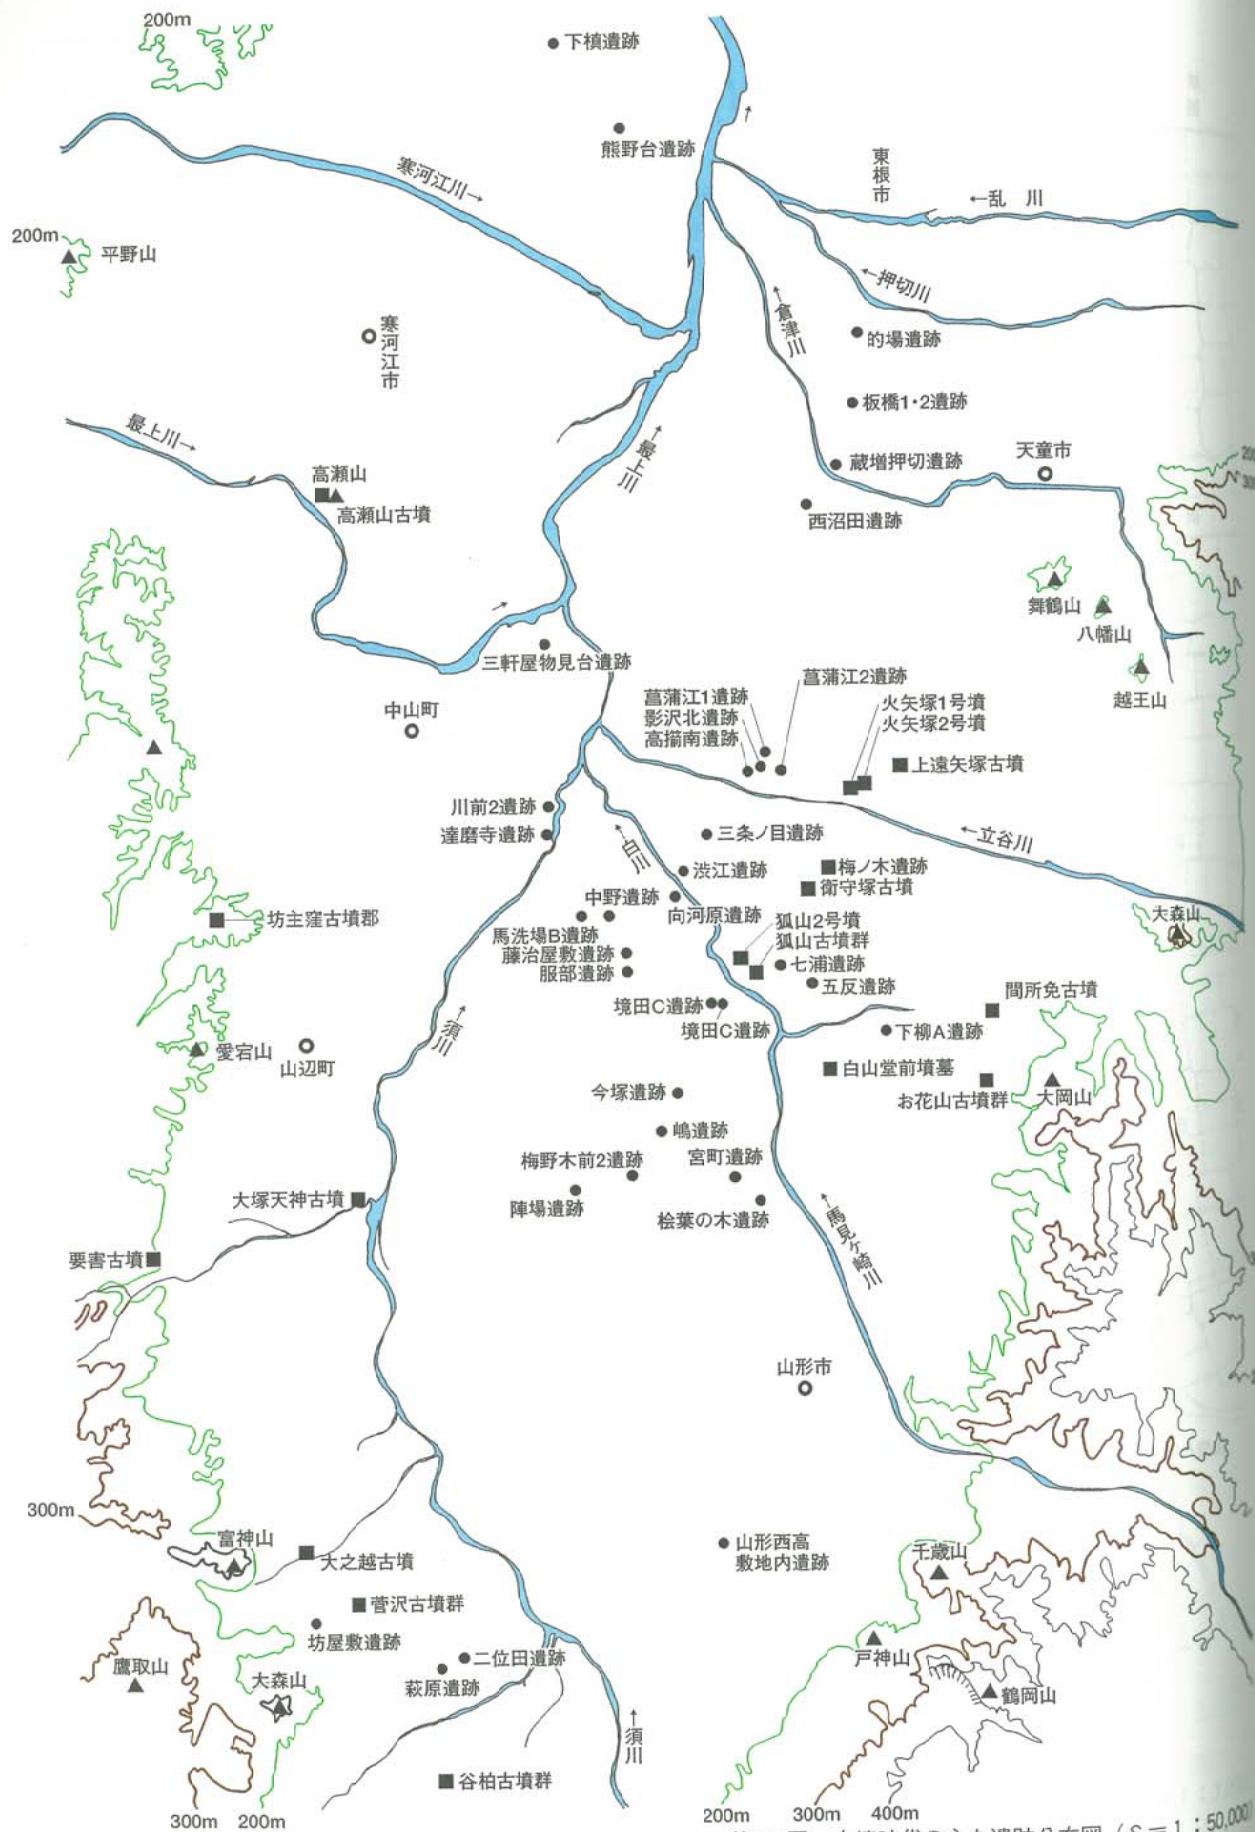 200m
下槙遺跡
熊野台遺跡
東根市
寒河江川→
←乱 川
200m
平野山
←押切川
←倉津川
寒河江市
的場遺跡
板橋1・2遺跡
最上川→
←最上川
天童市
蔵増押切遺跡
高瀬山
高瀬山古墳
西沼田遺跡
舞鶴山
八幡山
越王山
三軒屋物見台遺跡
中山町
菖蒲江2遺跡
菖蒲江1遺跡
影沢北遺跡
高揃南遺跡
火矢塚1号墳
火矢塚2号墳
上遠矢塚古墳
川前2遺跡
達磨寺遺跡
←白川
三条ノ目遺跡
←立谷川
渋江遺跡
梅ノ木遺跡
衛守塚古墳
中野遺跡
向河原遺跡
坊主窪古墳郡
大森山
馬洗場B遺跡
狐山2号墳
狐山古墳群
藤治屋敷遺跡
服部遺跡
七浦遺跡
五反遺跡
間所免古墳
境田C遺跡
境田C遺跡
下柳A遺跡
←須川
愛宕山
山辺町
白山堂前墳墓
お花山古墳群
大岡山
今塚遺跡
嶋遺跡
梅野木前2遺跡
宮町遺跡
陣場遺跡
桧葉の木遺跡
大塚天神古墳
←馬見ヶ崎川
要害古墳
山形市
300m
富神山
大之越古墳
山形西高
敷地内遺跡
千歳山
菅沢古墳群
坊屋敷遺跡
戸神山
鷹取山
大森山
二位田遺跡
萩原遺跡
鶴岡山
←須川
谷柏古墳群
300m 200m
200m 300m 400m